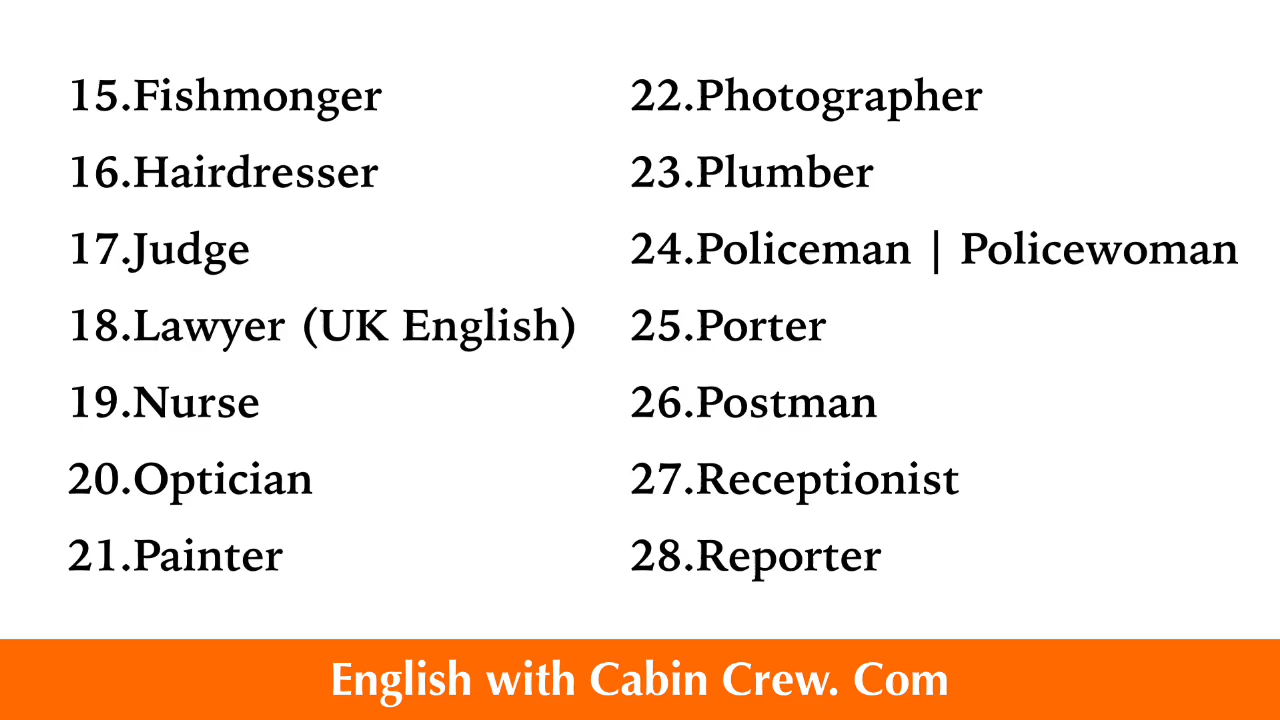 15.Fishmonger
16.Hairdresser
17.Judge
18.Lawyer (UK English)
19.Nurse
20.Optician
21.Painter
22.Photographer
23.Plumber
24.Policeman | Policewoman
25.Porter
26.Postman
27.Receptionist
28.Reporter
English with Cabin Crew. Com